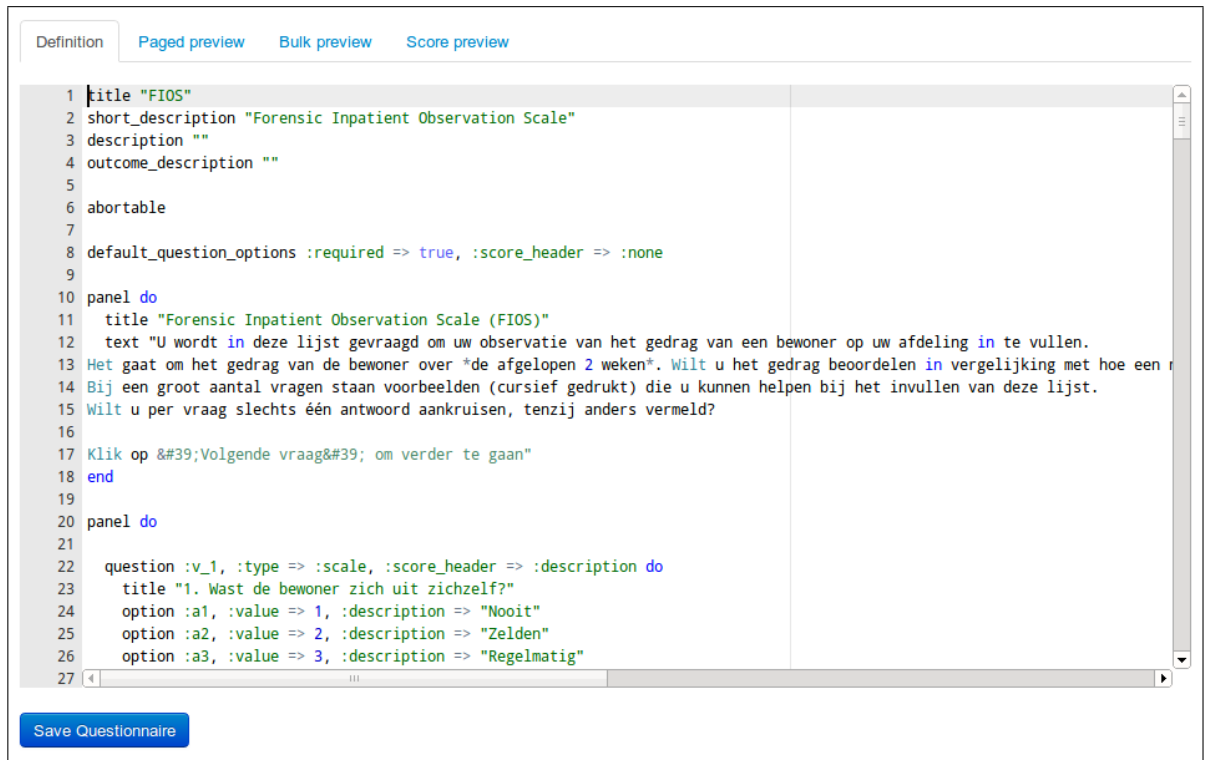 Definition Paged preview Bulk preview Score preview
1 title "FIOS"
2 short_description "Forensic Inpatient Observation Scale"
3 description ""
4 outcome_description ""
5
6 abortable
7
8 default_question_options :required => true, :score_header => :none
9
10 panel do
11 title "Forensic Inpatient Observation Scale (FIOS)"
12 text "U wordt in deze lijst gevraagd om uw observatie van het gedrag van een bewoner op uw afdeling in te vullen.
13 Het gaat om het gedrag van de bewoner over *de afgelopen 2 weken*. Wilt u het gedrag beoordelen in vergelijking met hoe een
14 Bij een groot aantal vragen staan voorbeelden (cursief gedrukt) die u kunnen helpen bij het invullen van deze lijst.
15 Wilt u per vraag slechts één antwoord aankruisen, tenzij anders vermeld?
16
17 Klik op &#39;Volgende vraag&#39; om verder te gaan"
18 end
19
20 panel do
21
22 question :v_1, :type => :scale, :score_header => :description do
23 title "1. Wast de bewoner zich uit zichzelf?"
24 option :a1, :value => 1, :description => "Nooit"
25 option :a2, :value => 2, :description => "Zelden"
26 option :a3, :value => 3, :description => "Regelmatig"
27
Save Questionnaire